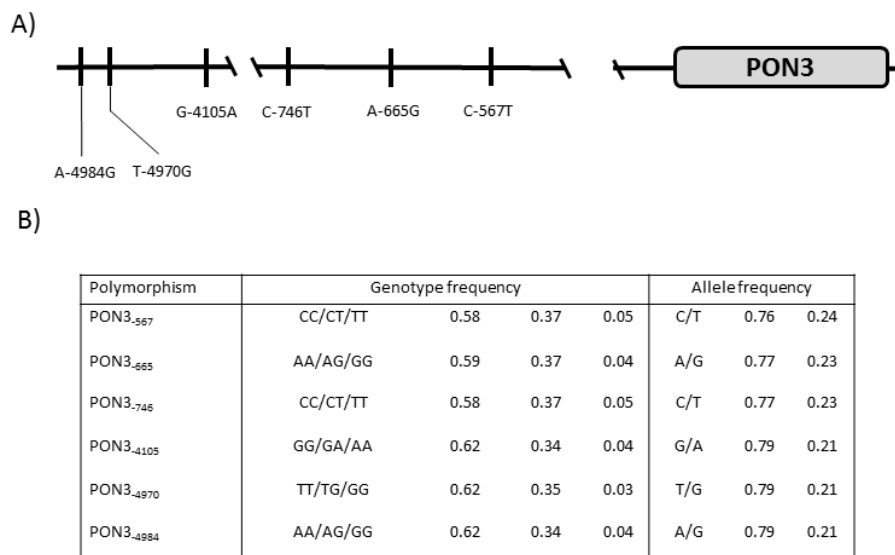 A)
PON3
G-4105A C-746T A-665G C-567T
A-4984G T-4970G
B)
Polymorphism Genotype frequency Allele frequency
PON3-567 CC/CT/TT 0.58 0.37 0.05 C/T 0.76 0.24
PON3-665 AA/AG/GG 0.59 0.37 0.04 A/G 0.77 0.23
PON3-746 CC/CT/TT 0.58 0.37 0.05 C/T 0.77 0.23
PON3-4105 GG/GA/AA 0.62 0.34 0.04 G/A 0.79 0.21
PON3-4970 TT/TG/GG 0.62 0.35 0.03 T/G 0.79 0.21
PON3-4984 AA/AG/GG 0.62 0.34 0.04 A/G 0.79 0.21